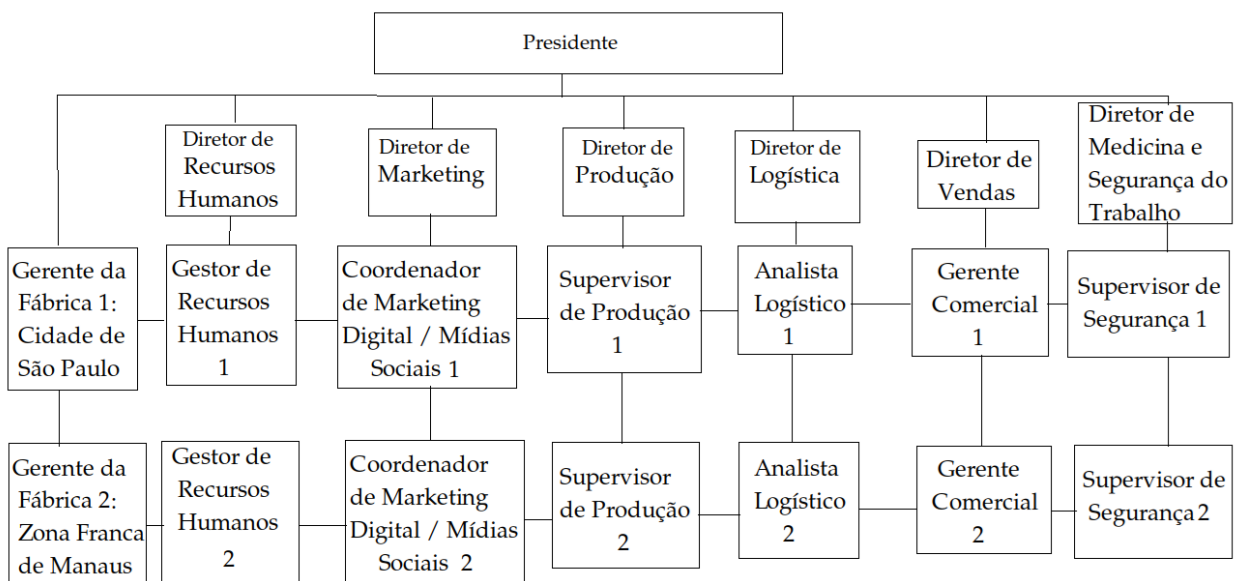 Presidente
Diretor de
Recursos
Humanos
Diretor de
Marketing
Diretor de
Produção
Diretor de
Logística
Diretor de
Vendas
Diretor de
Medicina e
Segurança do
Trabalho
Gerente da
Fábrica 1:
Cidade de
São Paulo
Gestor de
Recursos
Humanos
1
Coordenador
de Marketing
Digital / Mídias
Sociais 1
Supervisor
de Produção
1
Analista
Logístico
1
Gerente
Comercial
1
Supervisor de
Segurança 1
Gerente da
Fábrica 2:
Zona Franca
de Manaus
Gestor de
Recursos
Humanos
2
Coordenador
de Marketing
Digital / Mídias
Sociais 2
Supervisor
de Produção
2
Analista
Logístico
2
Gerente
Comercial
2
Supervisor de
Segurança 2